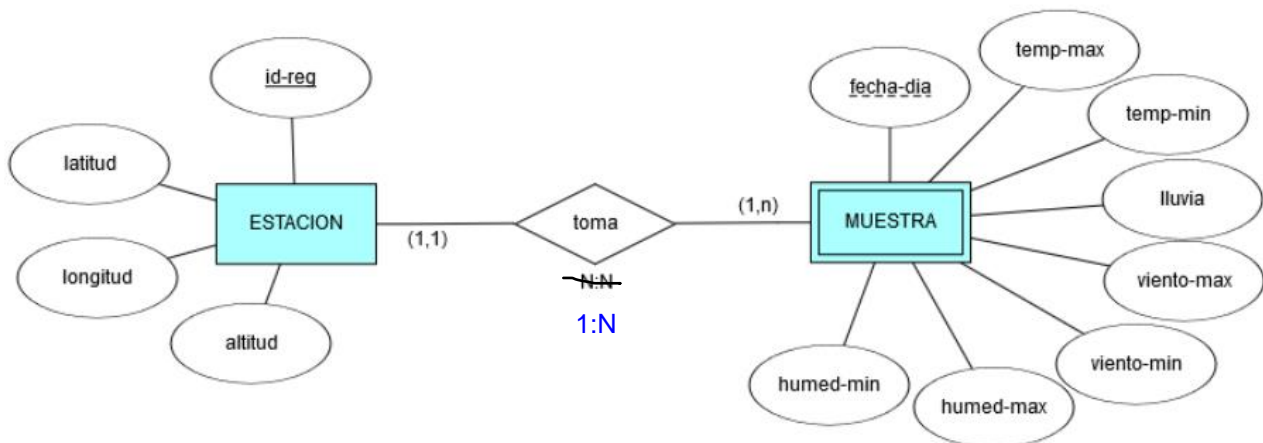 id-reg
latitud
longitud
altitud
ESTACION
(1,1)
toma
N:N
1:N
(1,n)
MUESTRA
fecha-dia
temp-max
temp-min
lluvia
viento-max
viento-min
humed-max
humed-min